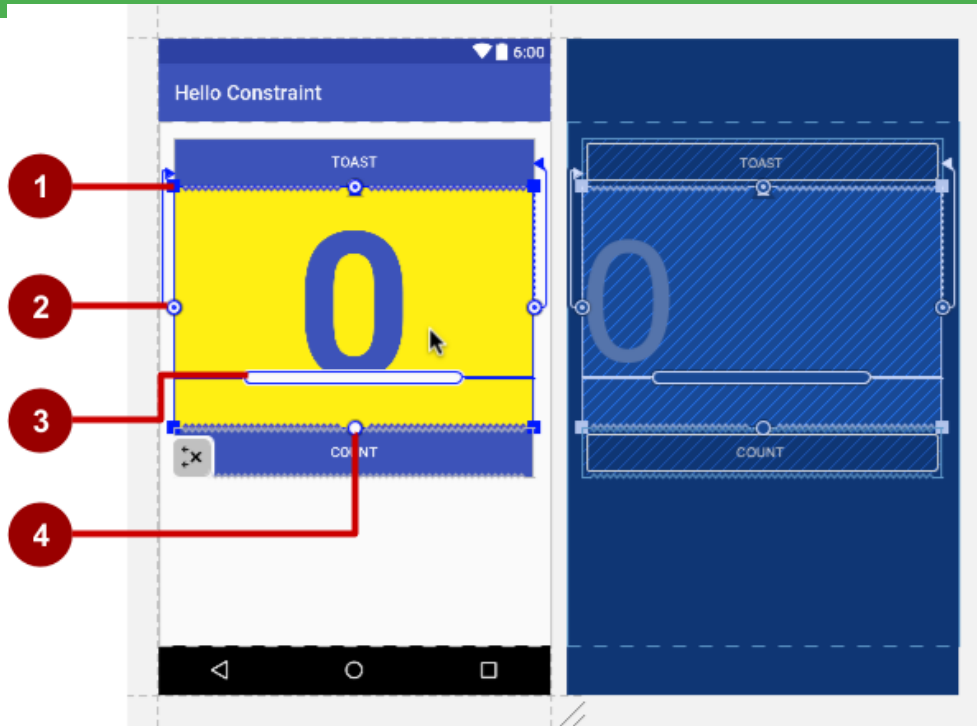 6:00
Hello Constraint
TOAST
TOAST
1
0
0
2
3
COUNT
COUNT
4